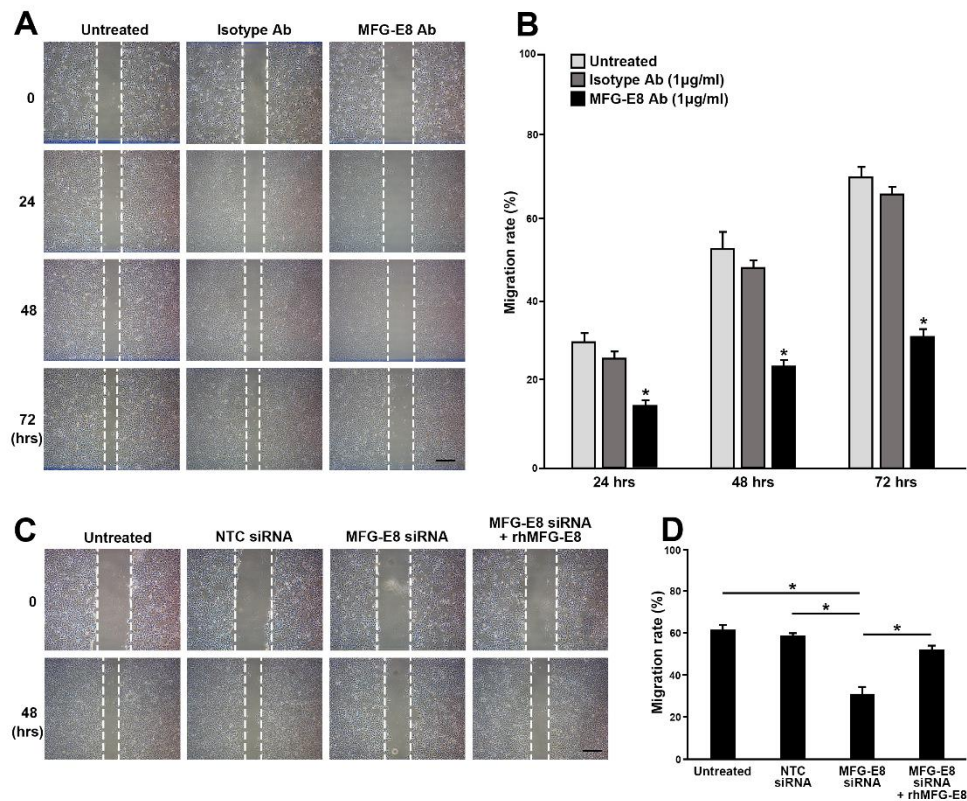 A
Untreated
Isotype Ab
MFG-E8 Ab
0
24
48
72
(hrs)
B
Migration rate (%)
100
80
60
40
20
0
Untreated
Isotype Ab (1µg/ml)
MFG-E8 Ab (1µg/ml)
*
*
*
24 hrs
48 hrs
72 hrs
C
Untreated
NTC siRNA
MFG-E8 siRNA
MFG-E8 siRNA
+ rhMFG-E8
0
48
(hrs)
D
Migration rate (%)
100
80
60
40
20
0
*
*
*
Untreated
NTC
siRNA
MFG-E8
siRNA
MFG-E8
siRNA
+ rhMFG-E8